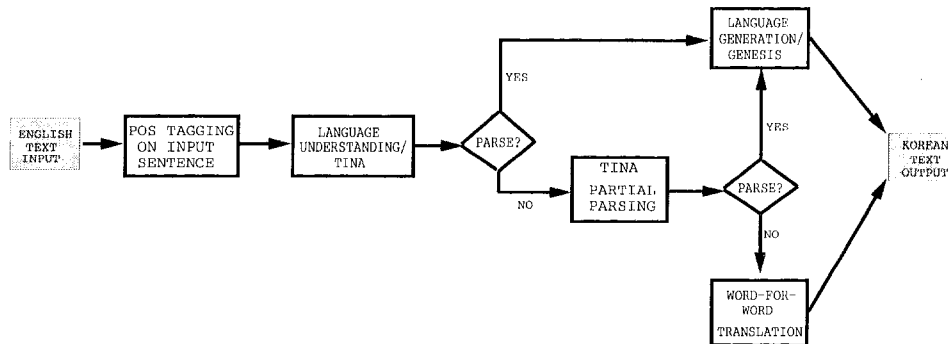 ENGLISH
TEXT
INPUT
POS TAGGING
ON INPUT
SENTENCE
LANGUAGE
UNDERSTANDING/
TINA
PARSE?
YES
NO
TINA
PARTIAL
PARSING
PARSE?
YES
NO
LANGUAGE
GENERATION/
GENESIS
WORD-FOR-
WORD
TRANSLATION
KOREAN
TEXT
OUTPUT